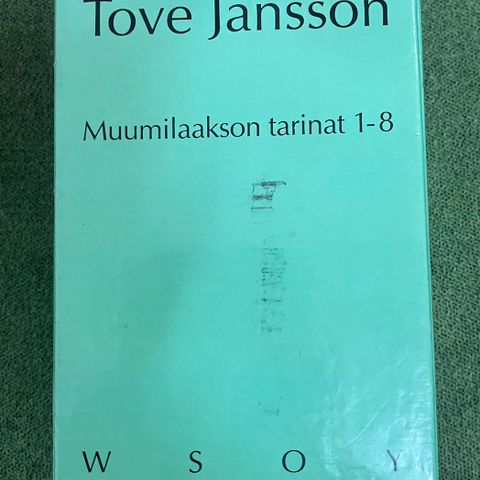 Tove Jansson
Muumilaakson tarinat 1-8
W S O Y